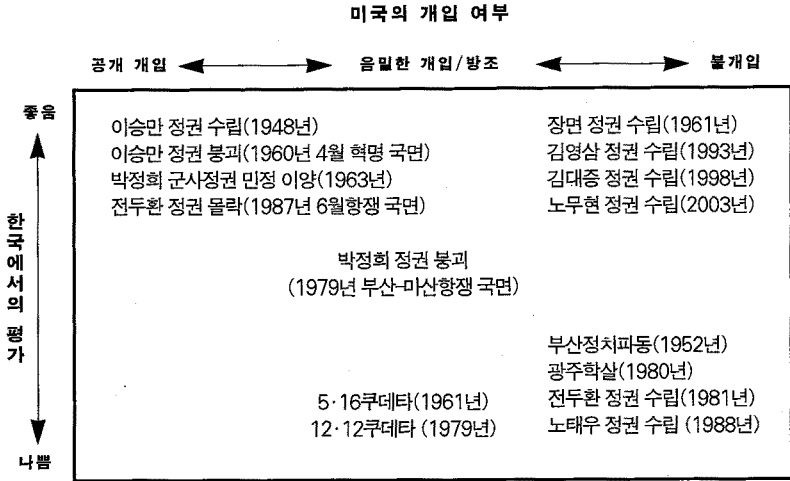 미국의 개입 여부
공개 개입 음밀한 개입/방조 불개입
좋음
한국에서의 평가
나쁨
이승만 정권 수립(1948년)
이승만 정권 붕괴(1960년 4월 혁명 국면)
박정희 군사정권 민정 이양(1963년)
전두환 정권 몰락(1987년 6월항쟁 국면)
장면 정권 수립(1961년)
김영삼 정권 수립(1993년)
김대중 정권 수립(1998년)
노무현 정권 수립(2003년)
박정희 정권 붕괴
(1979년 부산-마산항쟁 국면)
5·16쿠데타(1961년)
12·12쿠데타 (1979년)
부산정치파동(1952년)
광주학살(1980년)
전두환 정권 수립(1981년)
노태우 정권 수립 (1988년)